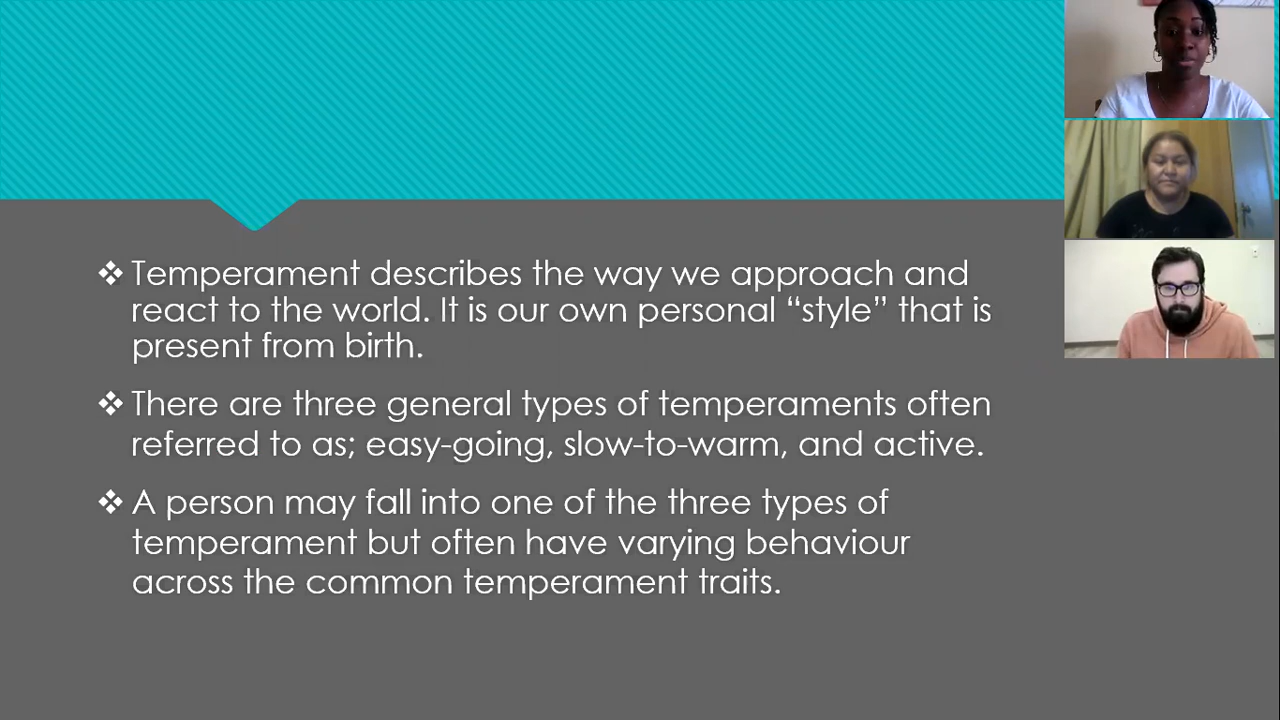 ❖ Temperament describes the way we approach and
react to the world. It is our own personal “style” that is
present from birth.
❖ There are three general types of temperaments often
referred to as; easy-going, slow-to-warm, and active.
❖ A person may fall into one of the three types of
temperament but often have varying behaviour
across the common temperament traits.